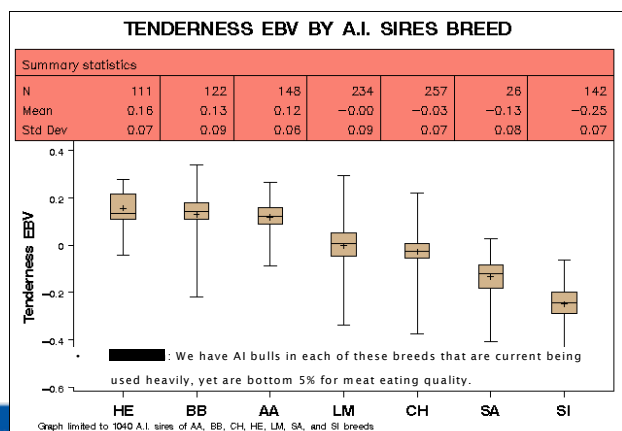 TENDERNESS EBV BY A.I. SIRES BREED
Summary statistics
N 111 122 148 234 257 26 142
Mean 0.16 0.13 0.12 −0.00 −0.03 −0.13 −0.25
Std Dev 0.07 0.09 0.06 0.09 0.07 0.08 0.07
Tenderness EBV
0.4
0.2
0
−0.2
−0.4
−0.6
• : We have AI bulls in each of these breeds that are current being
used heavily, yet are bottom 5% for meat eating quality.
HE BB AA LM CH SA SI
Graph limited to 1040 A.I. sires of AA, BB, CH, HE, LM, SA, and SI breeds